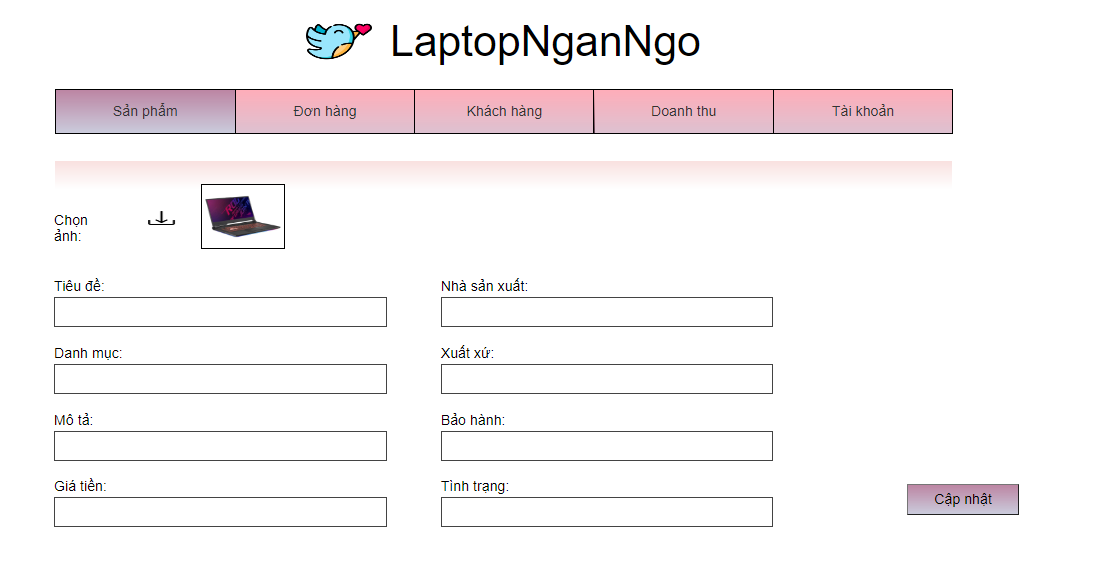 LaptopNganNgo
Sản phẩm
Đơn hàng
Khách hàng
Doanh thu
Tài khoản
Chọn
ảnh:
Tiêu đề:
Nhà sản xuất:
Danh mục:
Xuất xứ:
Mô tả:
Bảo hành:
Giá tiền:
Tình trạng:
Cập nhật